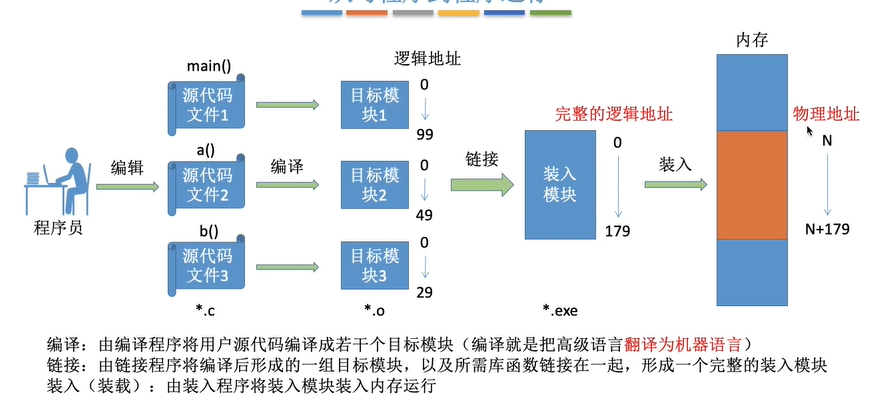 内存
逻辑地址
main()
源代码
文件1
目标模
块1
0
99
完整的逻辑地址
物理地址
程序员
编辑
a()
源代码
文件2
编译
目标模
块2
0
49
链接
装入
模块
0
179
装入
N
N+179
b()
源代码
文件3
目标模
块3
0
29
*.c
*.o
*.exe
编译：由编译程序将用户源代码编译成若干个目标模块（编译就是把高级语言翻译为机器语言）
链接：由链接程序将编译后形成的一组目标模块，以及所需库函数链接在一起，形成一个完整的装入模块
装入（装载）：由装入程序将装入模块装入内存运行